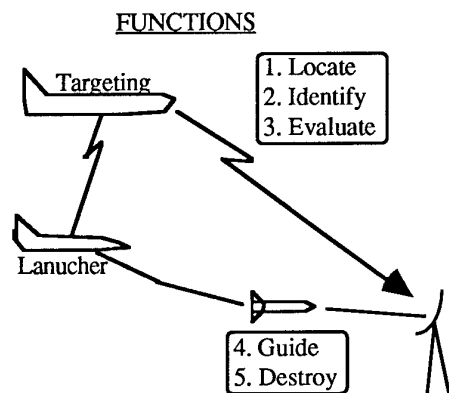 FUNCTIONS
Targeting
1. Locate
2. Identify
3. Evaluate
Lanucher
4. Guide
5. Destroy